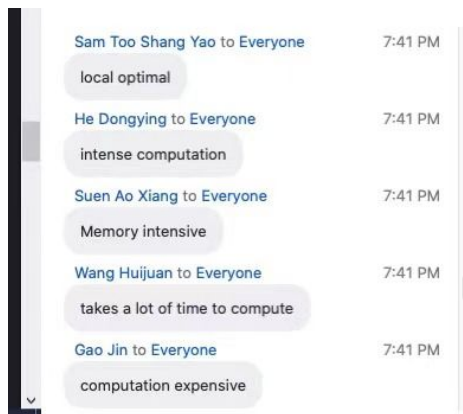 Sam Too Shang Yao to Everyone 7:41 PM
local optimal
He Dongying to Everyone 7:41 PM
intense computation
Suen Ao Xiang to Everyone 7:41 PM
Memory intensive
Wang Huijuan to Everyone 7:41 PM
takes a lot of time to compute
Gao Jin to Everyone 7:41 PM
computation expensive